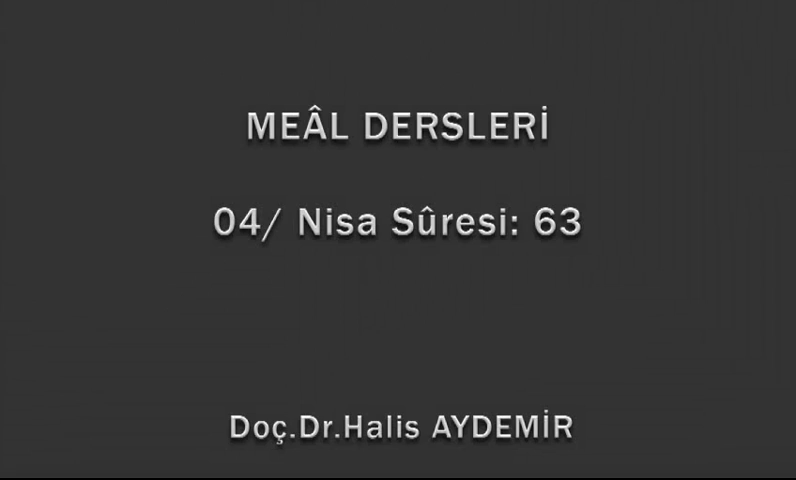 MEÂL DERSLERİ
04/ Nisa Sûresi: 63
Doç.Dr.Halis AYDEMİR